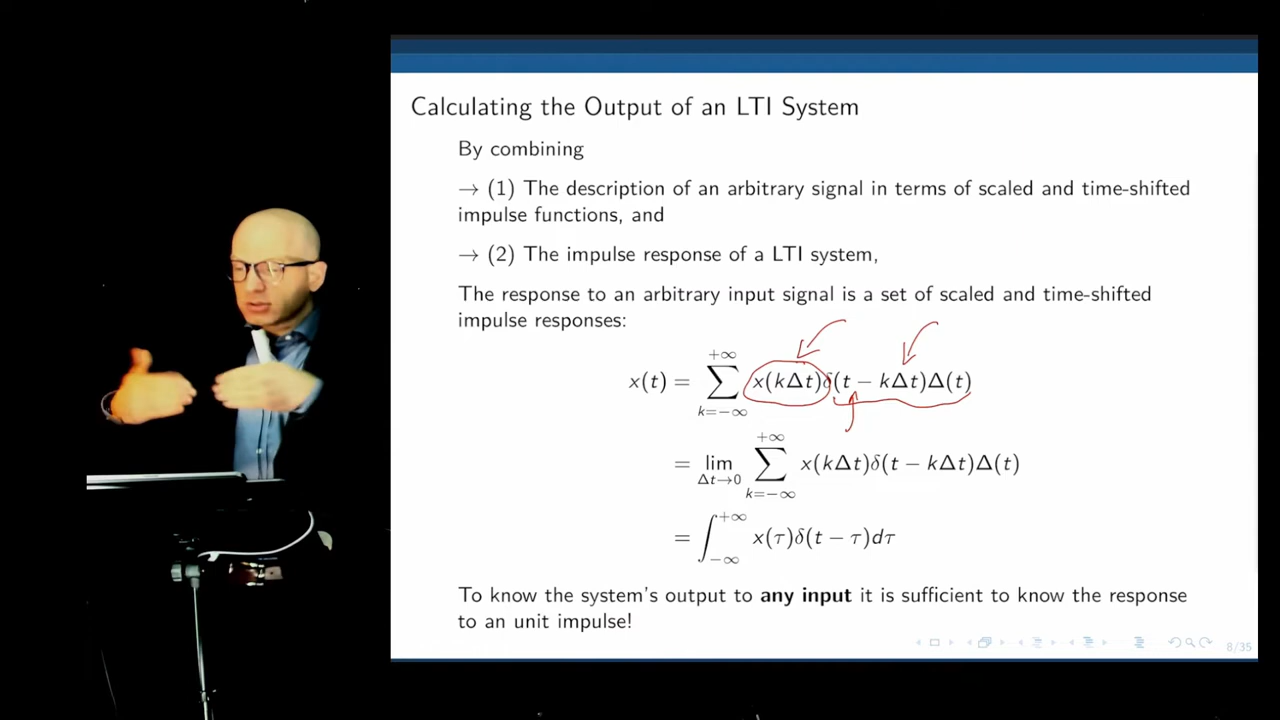 Calculating the Output of an LTI System
By combining
→ (1) The description of an arbitrary signal in terms of scaled and time-shifted
impulse functions, and
→ (2) The impulse response of a LTI system,
The response to an arbitrary input signal is a set of scaled and time-shifted
impulse responses:
x(t) = ∑_{k=−∞}^{+∞} x(kΔt)δ(t − kΔt)Δ(t)
= lim_{Δt→0} ∑_{k=−∞}^{+∞} x(kΔt)δ(t − kΔt)Δ(t)
= ∫_{−∞}^{+∞} x(τ)δ(t − τ)dτ
To know the system's output to any input it is sufficient to know the response
to an unit impulse!
8/35